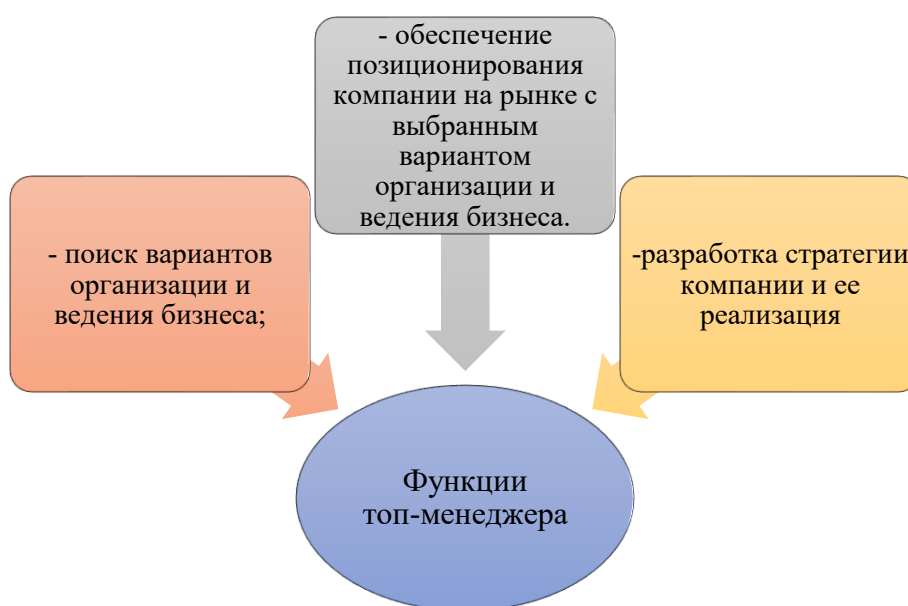 - обеспечение
позиционирования
компании на рынке с
выбранным
вариантом
организации и
ведения бизнеса.
- поиск вариантов
организации и
ведения бизнеса;
-разработка стратегии
компании и ее
реализация
Функции
топ-менеджера